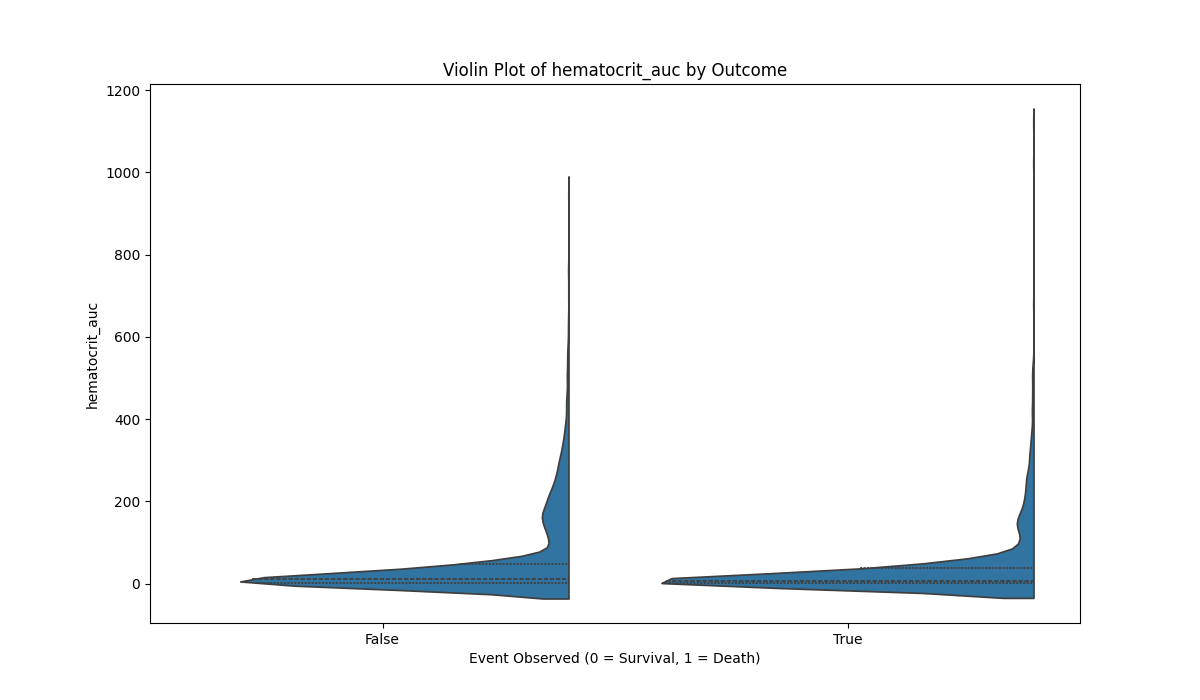 Violin Plot of hematocrit_auc by Outcome
1200
1000
800
600
400
200
0
hematocrit_auc
False True
Event Observed (0 = Survival, 1 = Death)